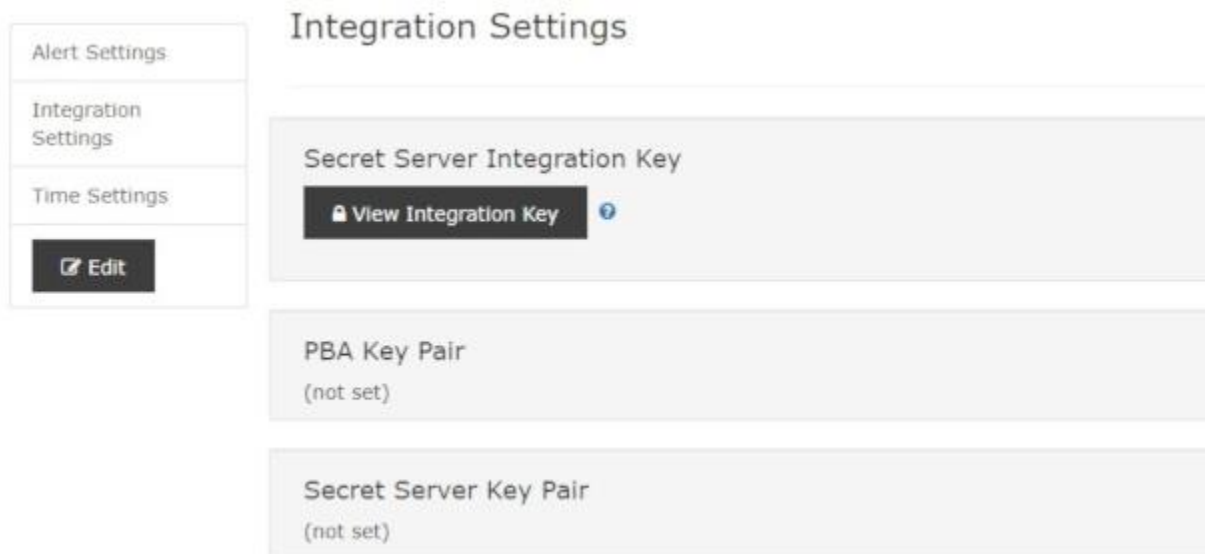 Alert Settings
Integration
Settings
Time Settings
Edit
Integration Settings
Secret Server Integration Key
View Integration Key
PBA Key Pair
(not set)
Secret Server Key Pair
(not set)